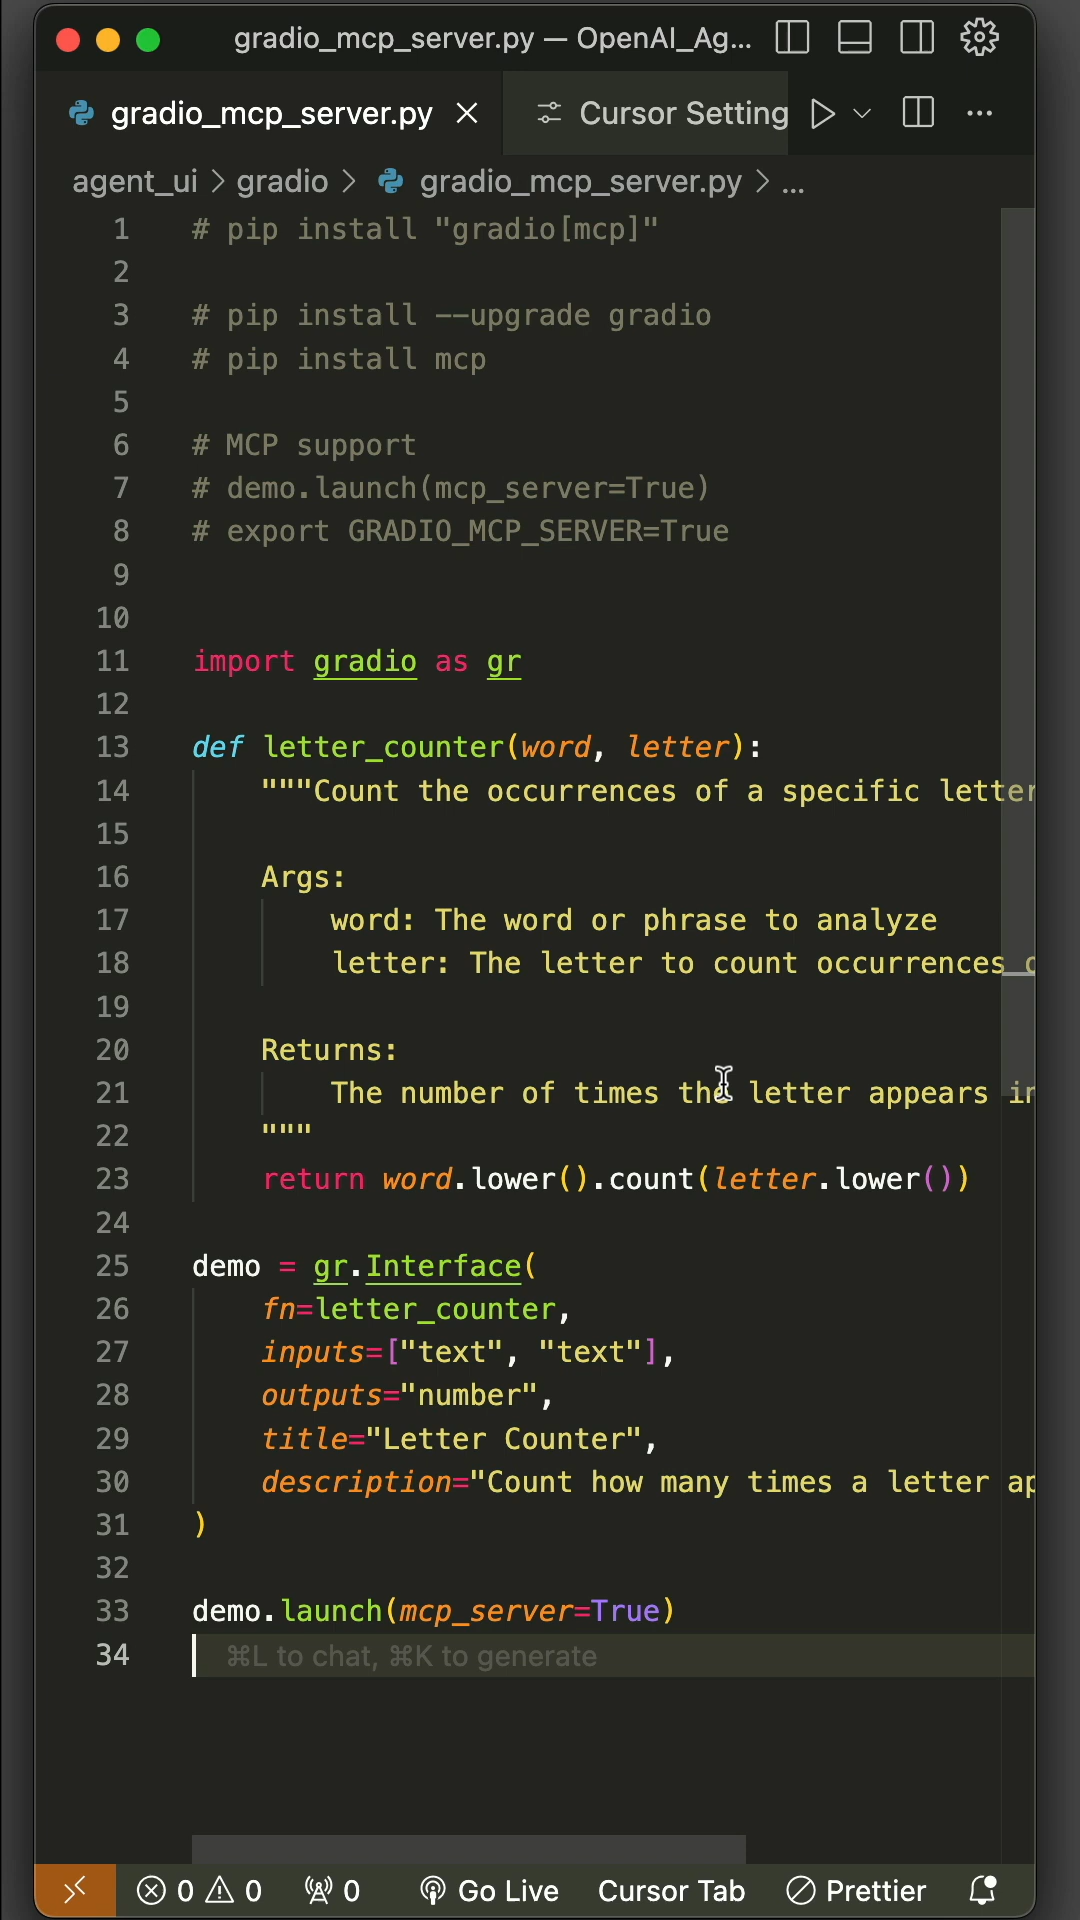 gradio_mcp_server.py — OpenAI_Ag...
gradio_mcp_server.py
Cursor Setting
agent_ui > gradio > gradio_mcp_server.py > ...
1 # pip install "gradio[mcp]"
2
3 # pip install --upgrade gradio
4 # pip install mcp
5
6 # MCP support
7 # demo.launch(mcp_server=True)
8 # export GRADIO_MCP_SERVER=True
9
10
11 import gradio as gr
12
13 def letter_counter(word, letter):
14 """Count the occurrences of a specific letter
15
16 Args:
17 word: The word or phrase to analyze
18 letter: The letter to count occurrences
19
20 Returns:
21 The number of times the letter appears in
22 """
23 return word.lower().count(letter.lower())
24
25 demo = gr.Interface(
26 fn=letter_counter,
27 inputs=["text", "text"],
28 outputs="number",
29 title="Letter Counter",
30 description="Count how many times a letter ap
31 )
32
33 demo.launch(mcp_server=True)
34 ⌘L to chat, ⌘K to generate
0 0 0 Go Live Cursor Tab Prettier